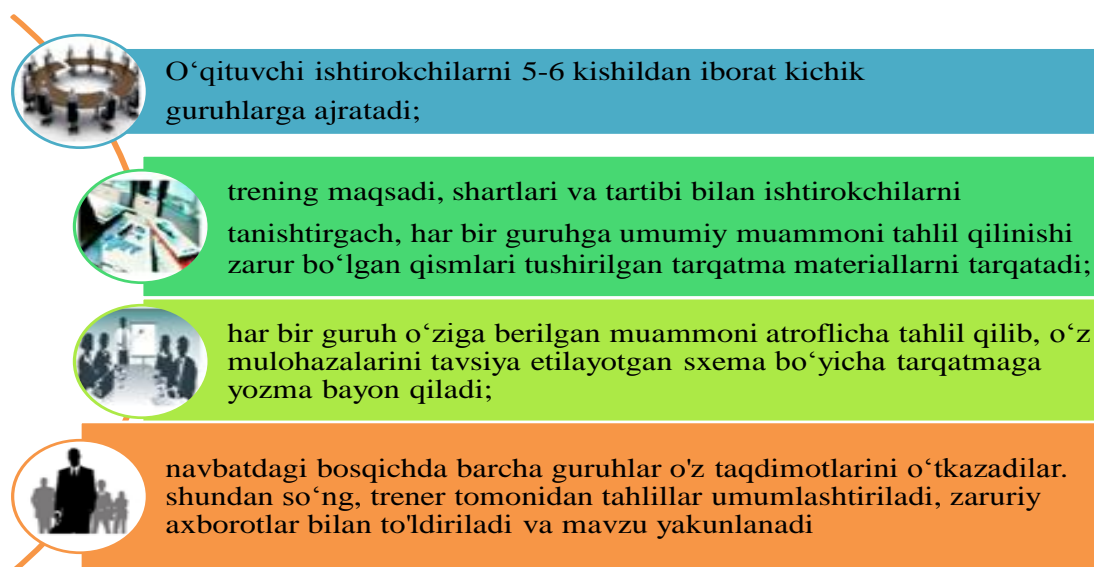 O‘qituvchi ishtirokchilarni 5-6 kishildan iborat kichik
guruhlarga ajratadi;
trening maqsadi, shartlari va tartibi bilan ishtirokchilarni
tanishtirgach, har bir guruhga umumiy muammoni tahlil qilinishi
zarur bo‘lgan qismlari tushirilgan tarqatma materiallarni tarqatadi;
har bir guruh o‘ziga berilgan muammoni atroflicha tahlil qilib, o‘z
mulohazalarini tavsiya etilayotgan sxema bo‘yicha tarqatmaga
yozma bayon qiladi;
navbatdagi bosqichda barcha guruhlar o'z taqdimotlarini o‘tkazadilar.
shundan so‘ng, trener tomonidan tahlillar umumlashtiriladi, zaruriy
axborotlar bilan to'ldiriladi va mavzu yakunlanadi